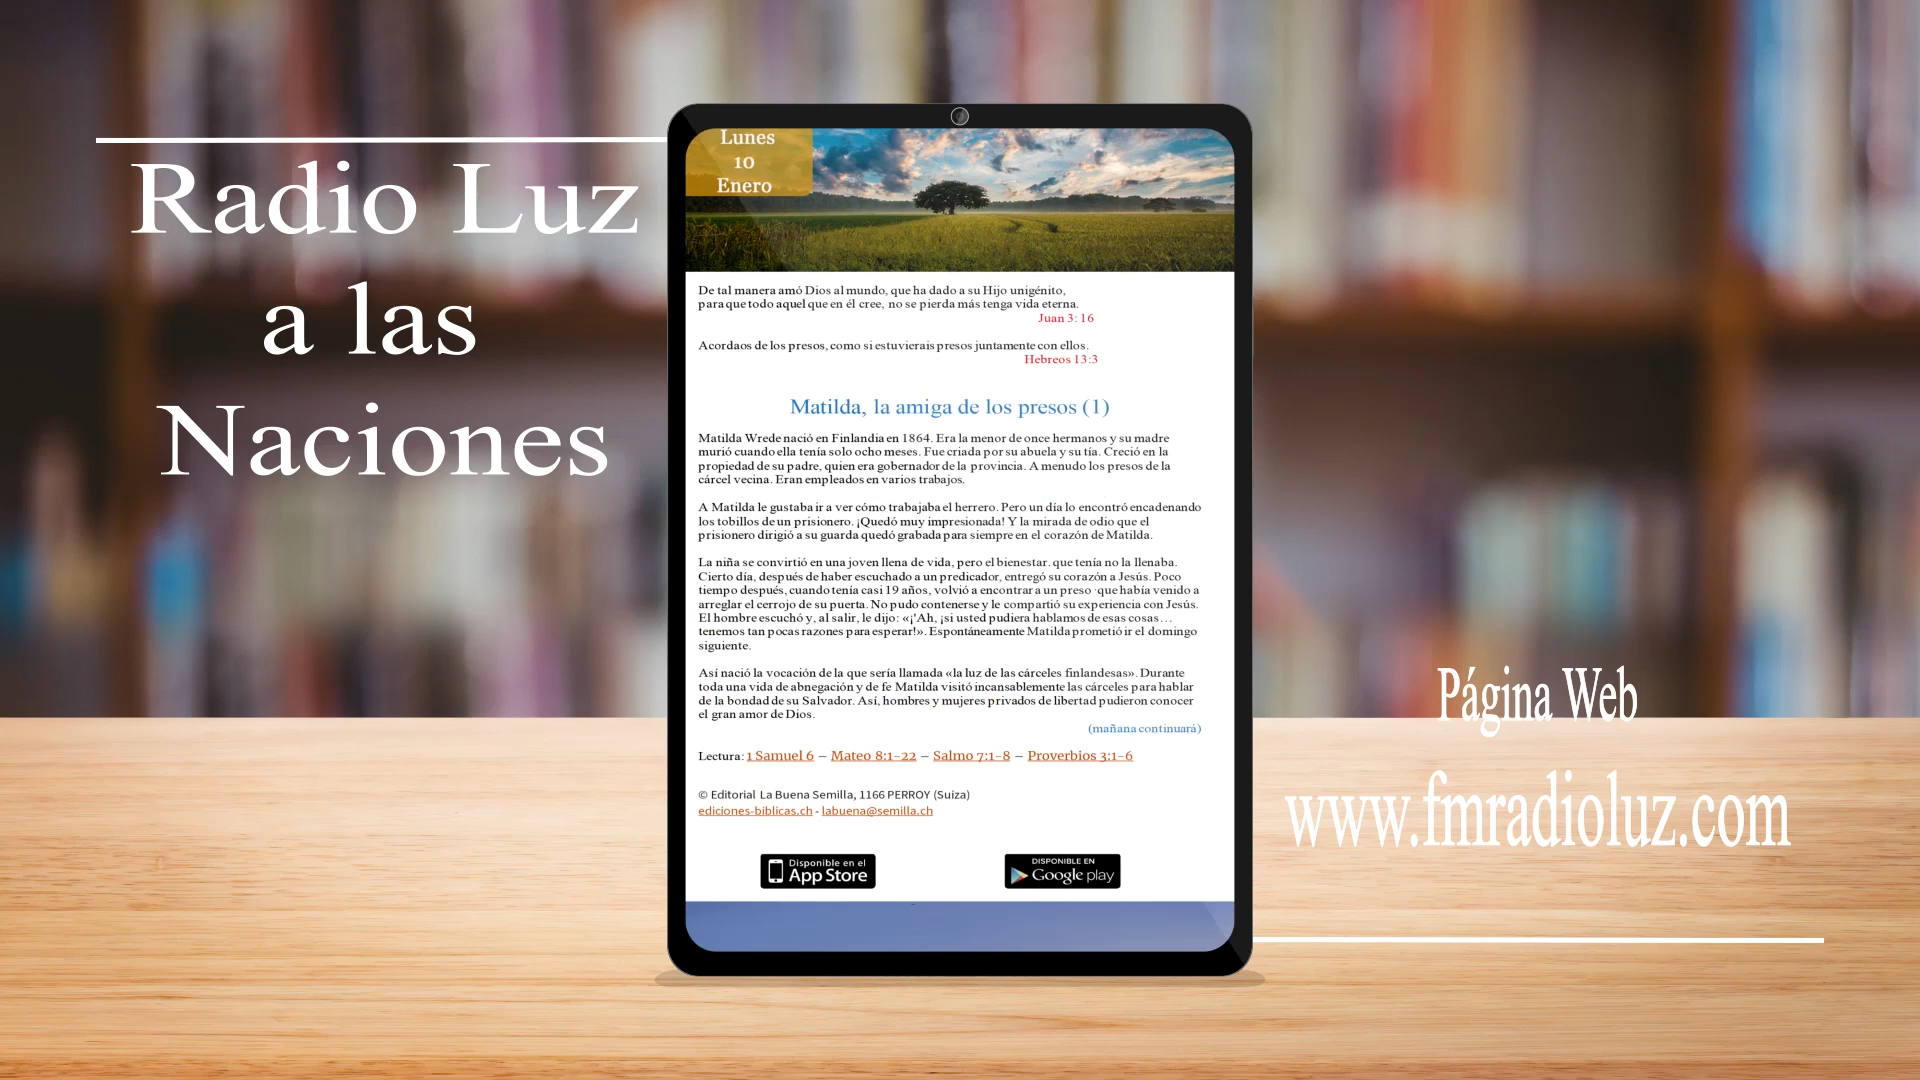 Radio Luz
a las
Naciones
Lunes
10
Enero
De tal manera amó Dios al mundo, que ha dado a su Hijo unigénito,
para que todo aquel que en él cree, no se pierda más tenga vida eterna.
Juan 3: 16
Acordaos de los presos, como si estuvierais presos juntamente con ellos.
Hebreos 13:3
Matilda, la amiga de los presos (1)
Matilda Wrede nació en Finlandia en 1864. Era la menor de once hermanos y su madre
murió cuando ella tenía solo ocho meses. Fue criada por su abuela y su tía. Creció en la
propiedad de su padre, quien era gobernador de la provincia. A menudo los presos de la
cárcel vecina. Eran empleados en varios trabajos.
A Matilda le gustaba ir a ver cómo trabajaba el herrero. Pero un día lo encontró encadenando
los tobillos de un prisionero. ¡Quedó muy impresionada! Y la mirada de odio que el
prisionero dirigió a su guarda quedó grabada para siempre en el corazón de Matilda.
La niña se convirtió en una joven llena de vida, pero el bienestar. que tenía no la llenaba.
Cierto día, después de haber escuchado a un predicador, entregó su corazón a Jesús. Poco
tiempo después, cuando tenía casi 19 años, volvió a encontrar a un preso ·que había venido a
arreglar el cerrojo de su puerta. No pudo contenerse y le compartió su experiencia con Jesús.
El hombre escuchó y, al salir, le dijo: «¡'Ah, ¡si usted pudiera hablamos de esas cosas…
tenemos tan pocas razones para esperar!». Espontáneamente Matilda prometió ir el domingo
siguiente.
Así nació la vocación de la que sería llamada «la luz de las cárceles finlandesas». Durante
toda una vida de abnegación y de fe Matilda visitó incansablemente las cárceles para hablar
de la bondad de su Salvador. Así, hombres y mujeres privados de libertad pudieron conocer
el gran amor de Dios.
(mañana continuará)
Lectura: 1 Samuel 6 – Mateo 8:1-22 – Salmo 7:1-8 – Proverbios 3:1-6
© Editorial La Buena Semilla, 1166 PERROY (Suiza)
ediciones-biblicas.ch - labuena@semilla.ch
Disponible en el
App Store
DISPONIBLE EN
Google play
Página Web
www.fmradioluz.com